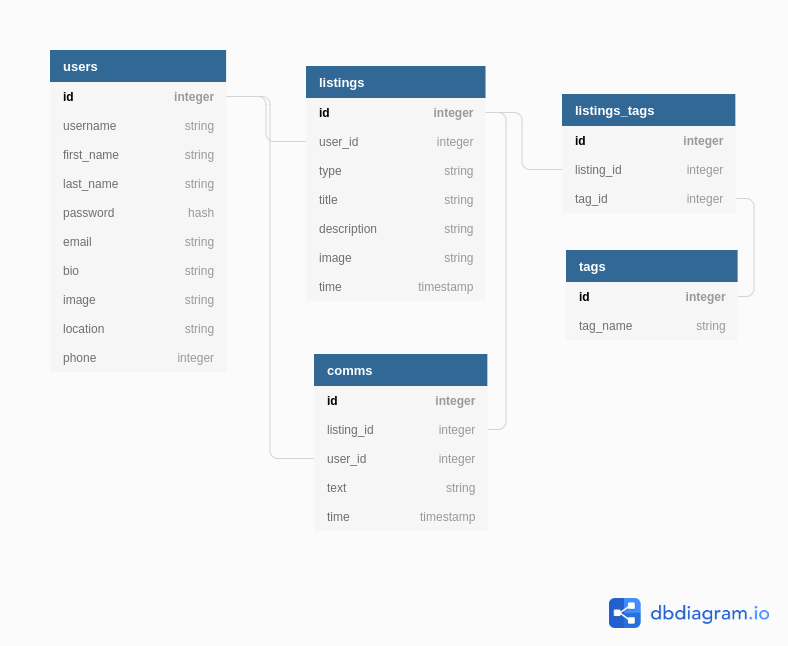 users
id integer
username string
first_name string
last_name string
password hash
email string
bio string
image string
location string
phone integer
listings
id integer
user_id integer
type string
title string
description string
image string
time timestamp
listings_tags
id integer
listing_id integer
tag_id integer
tags
id integer
tag_name string
comms
id integer
listing_id integer
user_id integer
text string
time timestamp
dbdiagram.io